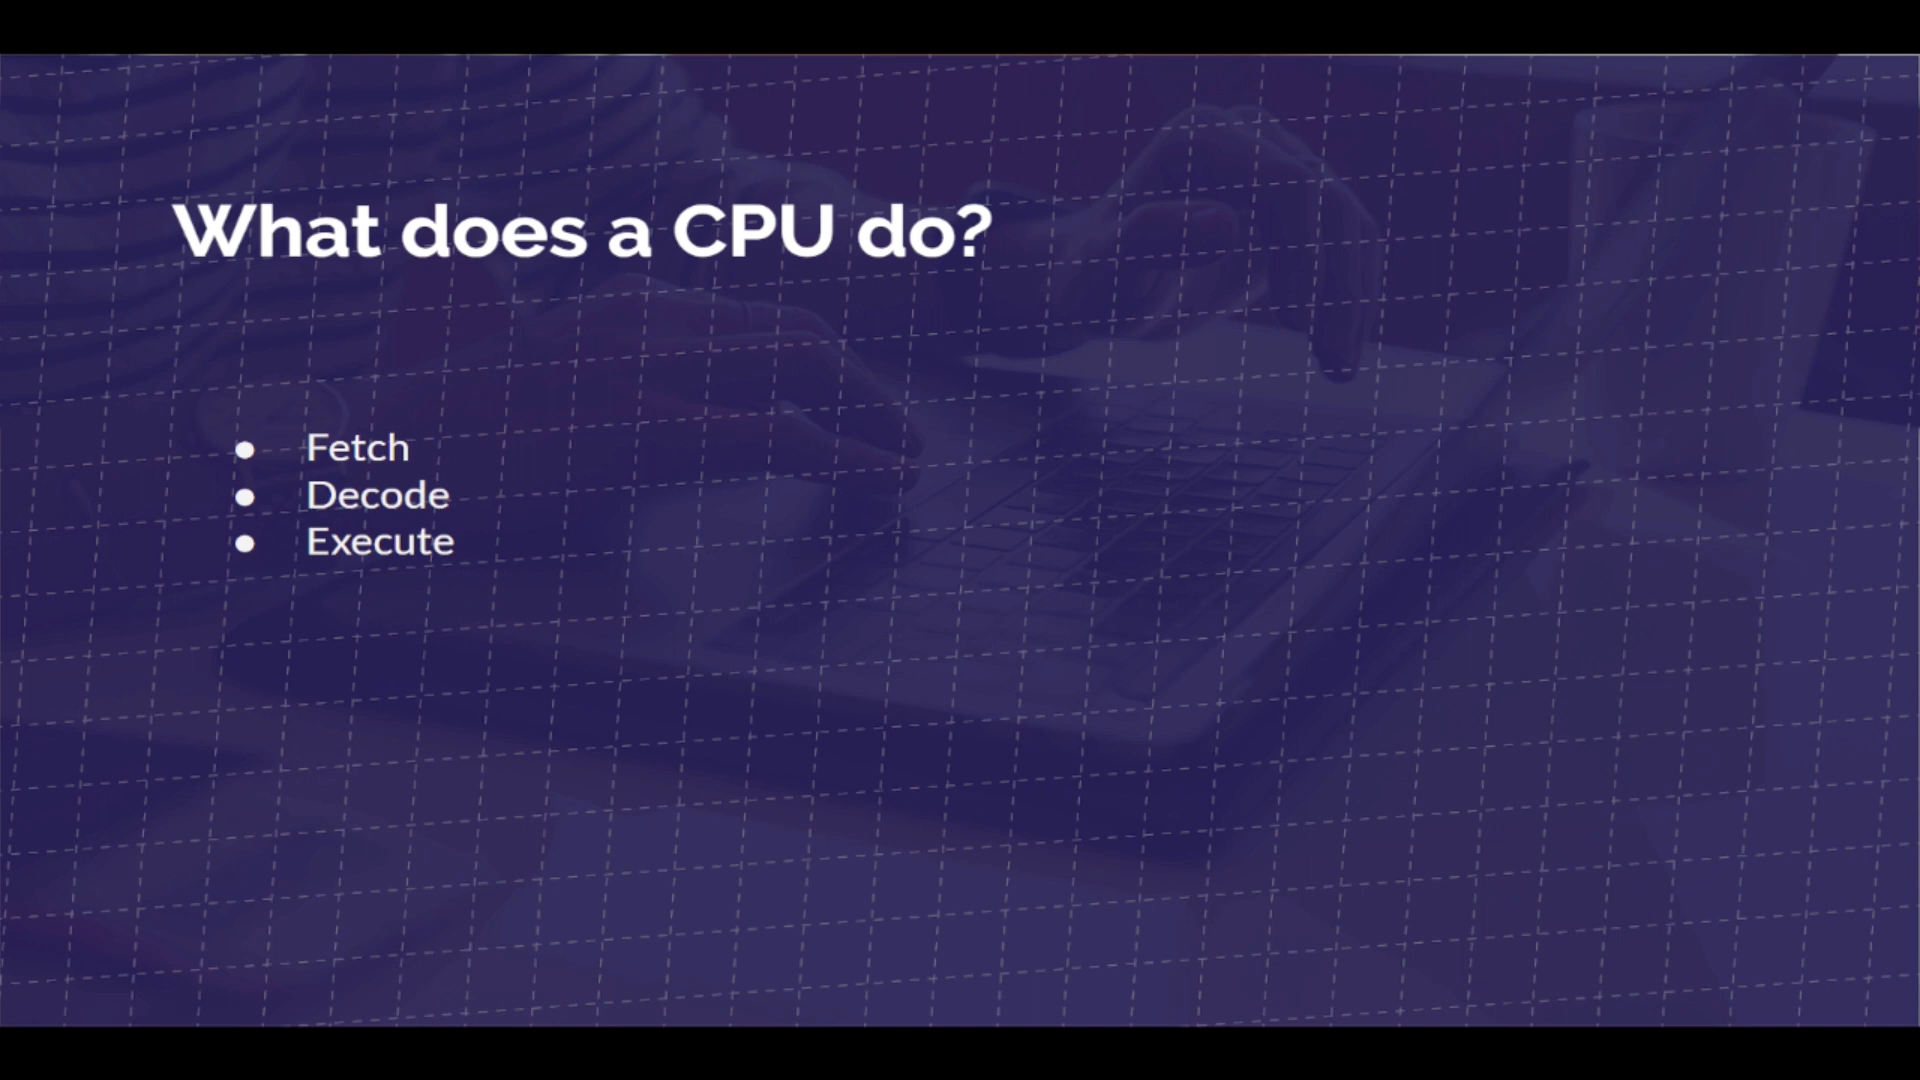 What does a CPU do?
● Fetch
● Decode
● Execute